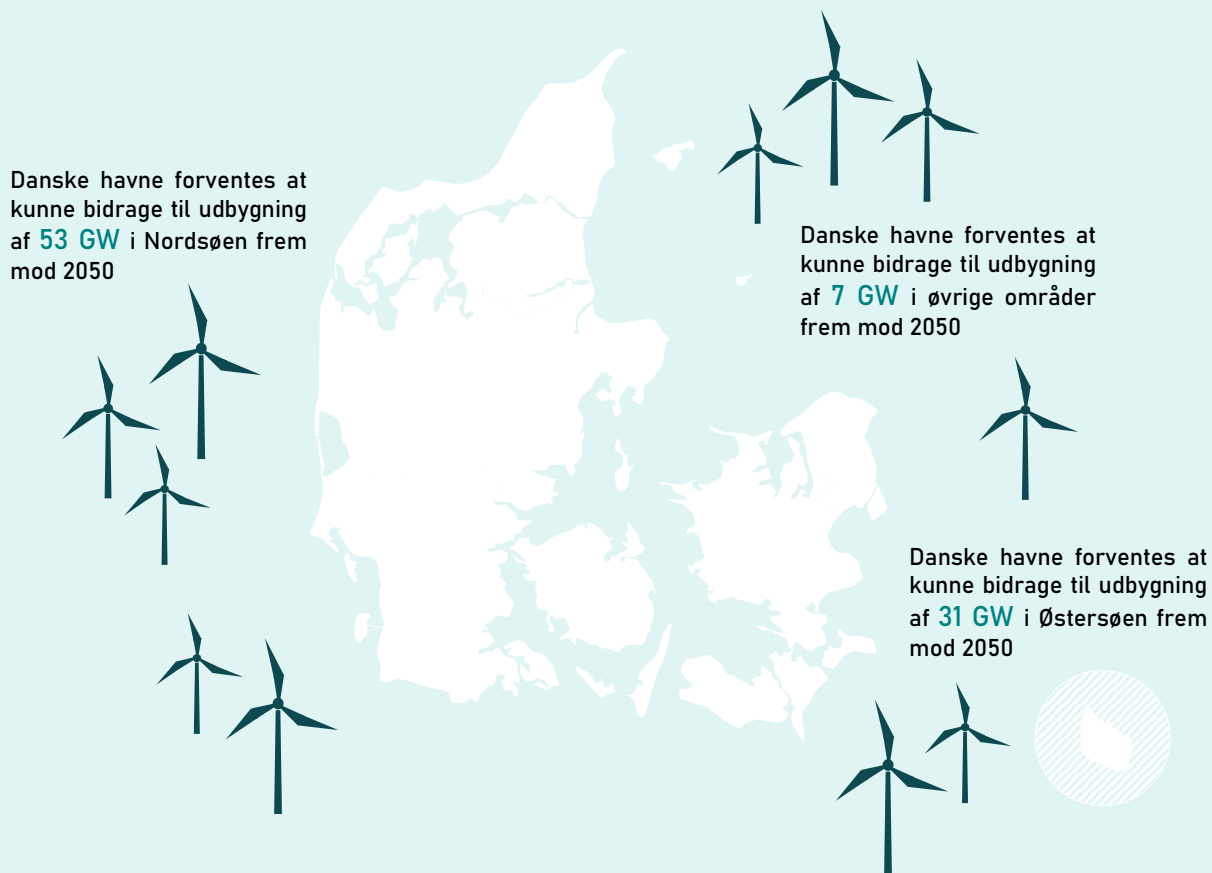 Danske havne forventes at
kunne bidrage til udbygning
af 53 GW i Nordsøen frem
mod 2050
Danske havne forventes at
kunne bidrage til udbygning
af 7 GW i øvrige områder
frem mod 2050
Danske havne forventes at
kunne bidrage til udbygning
af 31 GW i Østersøen frem
mod 2050